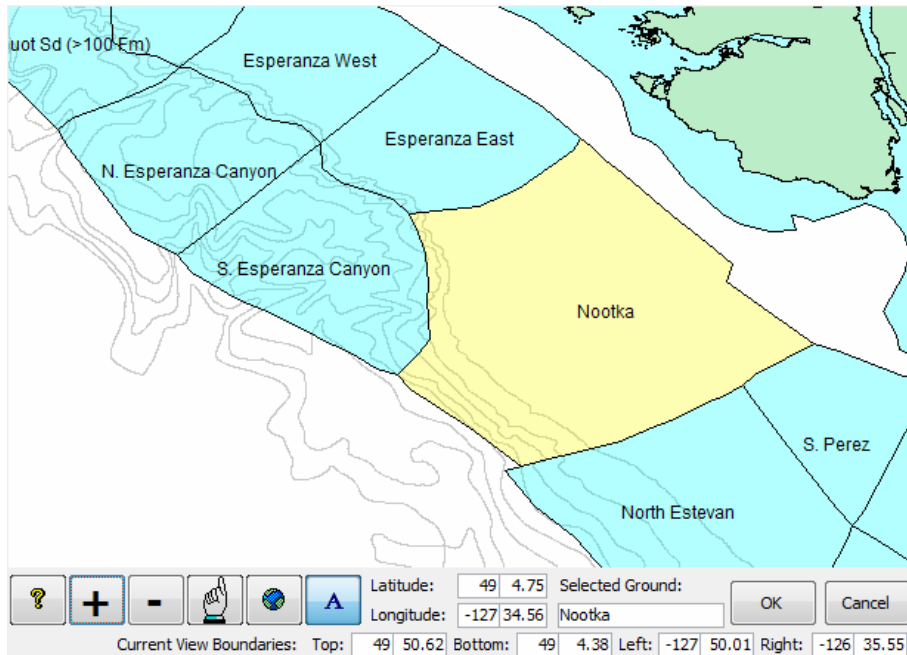 uot Sd (>100 Fm)
Esperanza West
Esperanza East
N. Esperanza Canyon
S. Esperanza Canyon
Nootka
S. Perez
North Estevan
? + - A
Latitude: 49 4.75 Selected Ground:
Longitude: -127 34.56 Nootka
OK Cancel
Current View Boundaries: Top: 49 50.62 Bottom: 49 4.38 Left: -127 50.01 Right: -126 35.55